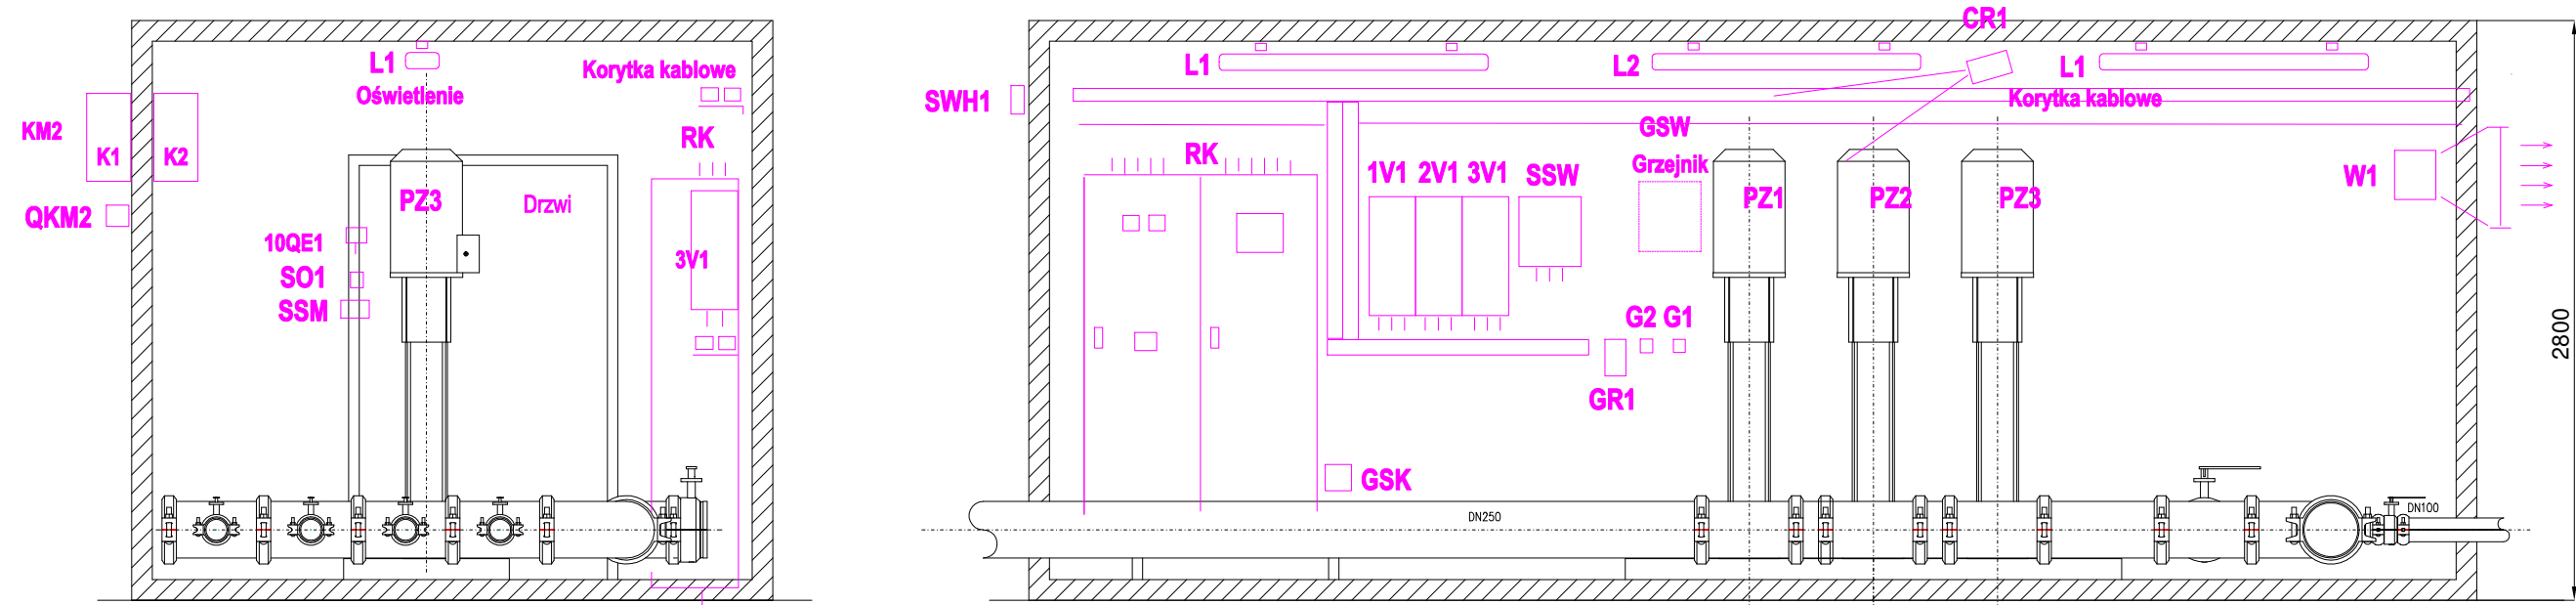 L1
Oświetlenie
Korytka kablowe
KM2
K1
K2
RK
QKM2
PZ3
Drzwi
10QE1
SO1
SSM
3V1
CR1
L1
L2
L1
SWH1
Korytka kablowe
GSW
RK
Grzejnik
1V1 2V1 3V1
SSW
W1
PZ1
PZ2
PZ3
G2 G1
GR1
GSK
DN250
DN100
2800